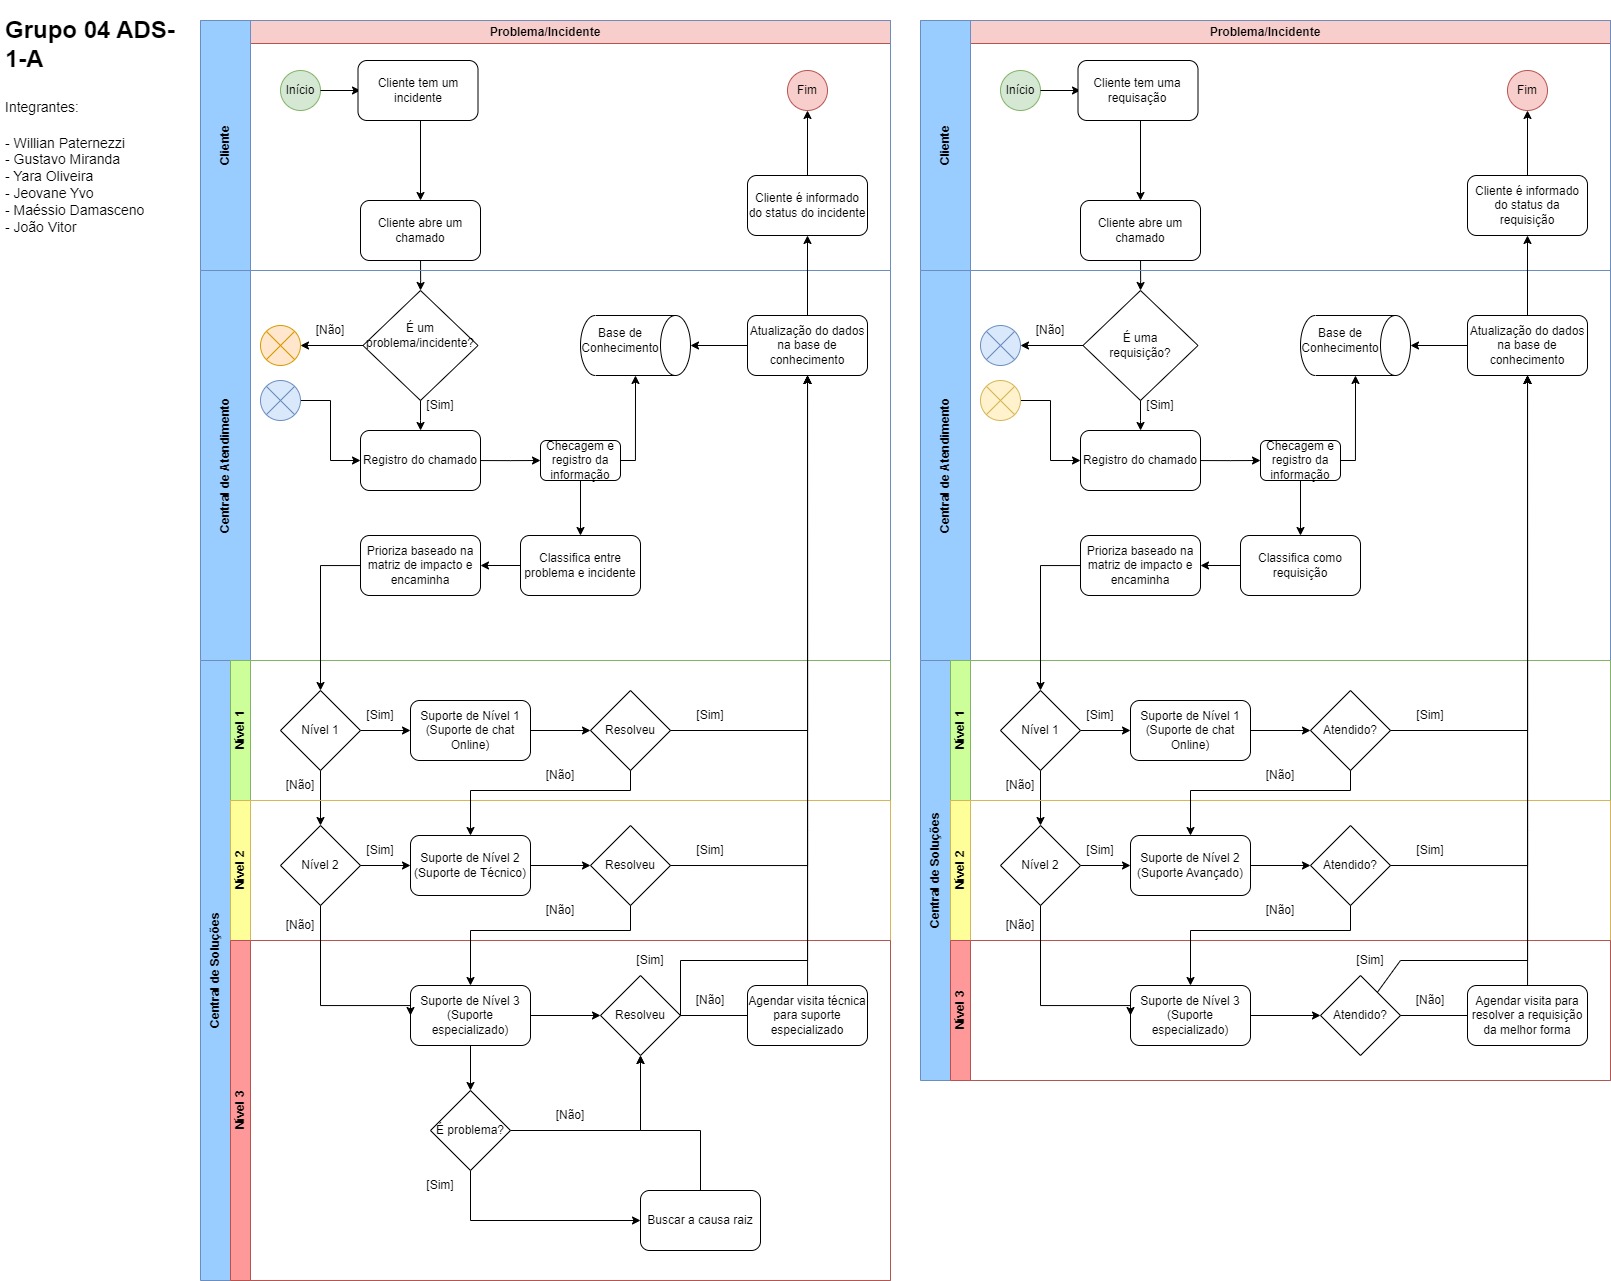 Grupo 04 ADS-
1-A
Integrantes:
- Willian Paternezzi
- Gustavo Miranda
- Yara Oliveira
- Jeovane Yvo
- Maéssio Damasceno
- João Vitor
Problema/Incidente
Cliente
Início
Cliente tem um
incidente
Fim
Cliente abre um
chamado
Cliente é informado
do status do incidente
Central de Atendimento
É um
problema/incidente?
[Não]
[Sim]
Base de
Conhecimento
Atualização do dados
na base de
conhecimento
Registro do chamado
Checagem e
registro da
informação
Prioriza baseado na
matriz de impacto e
encaminha
Classifica entre
problema e incidente
Central de Soluções
Nível 1
Nível 1
[Sim]
Suporte de Nível 1
(Suporte de chat
Online)
Resolveu
[Sim]
[Não]
[Não]
Nível 2
Nível 2
[Sim]
Suporte de Nível 2
(Suporte de Técnico)
Resolveu
[Sim]
[Não]
[Não]
Nível 3
Suporte de Nível 3
(Suporte
especializado)
Resolveu
[Sim]
[Não]
Agendar visita técnica
para suporte
especializado
É problema?
[Não]
[Sim]
Buscar a causa raiz
Problema/Incidente
Cliente
Início
Cliente tem uma
requisação
Fim
Cliente abre um
chamado
Cliente é informado
do status da
requisição
Central de Atendimento
É uma
requisição?
[Não]
[Sim]
Base de
Conhecimento
Atualização do dados
na base de
conhecimento
Registro do chamado
Checagem e
registro da
informação
Prioriza baseado na
matriz de impacto e
encaminha
Classifica como
requisição
Central de Soluções
Nível 1
Nível 1
[Sim]
Suporte de Nível 1
(Suporte de chat
Online)
Atendido?
[Sim]
[Não]
[Não]
Nível 2
Nível 2
[Sim]
Suporte de Nível 2
(Suporte Avançado)
Atendido?
[Sim]
[Não]
[Não]
Nível 3
Suporte de Nível 3
(Suporte
especializado)
Atendido?
[Sim]
[Não]
Agendar visita para
resolver a requisição
da melhor forma